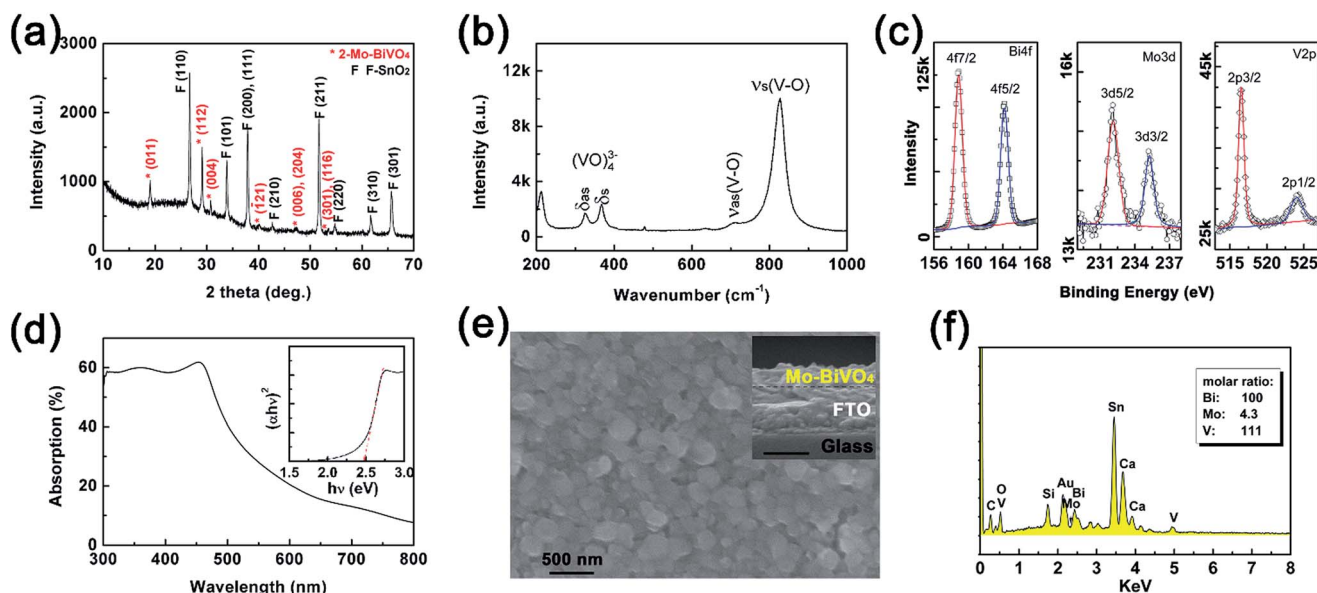 (a)
3000
2000
1000
0
10 20 30 40 50 60 70
2 theta (deg.)
Intensity (a.u.)
* 2-Mo-BiVO₄
F F-SnO₂
* (011)
F (110)
* (112)
* (004)
F (101)
F (200), (111)
* (121)
F (210)
* (006), (204)
F (211)
* (301), (116)
F (220)
F (310)
F (301)
(b)
12k
8k
4k
0
200 400 600 800 1000
Wavenumber (cm⁻¹)
Intensity (a.u.)
(VO)₄³⁻
δas
δs
νas(V-O)
νs(V-O)
(c)
Intensity
125k
0
Bi4f
4f7/2
4f5/2
156 160 164 168
16k
13k
Mo3d
3d5/2
3d3/2
231 234 237
45k
25k
V2p
2p3/2
2p1/2
515 520 525
Binding Energy (eV)
(d)
Absorption (%)
80
60
40
20
0
300 400 500 600 700 800
Wavelength (nm)
(αhν)²
1.5 2.0 2.5 3.0
hν (eV)
(e)
Mo-BiVO₄
FTO
Glass
500 nm
(f)
molar ratio:
Bi: 100
Mo: 4.3
V: 111
C
O
V
Si
Au
Mo
Bi
Sn
Ca
Ca
V
0 1 2 3 4 5 6 7 8
KeV